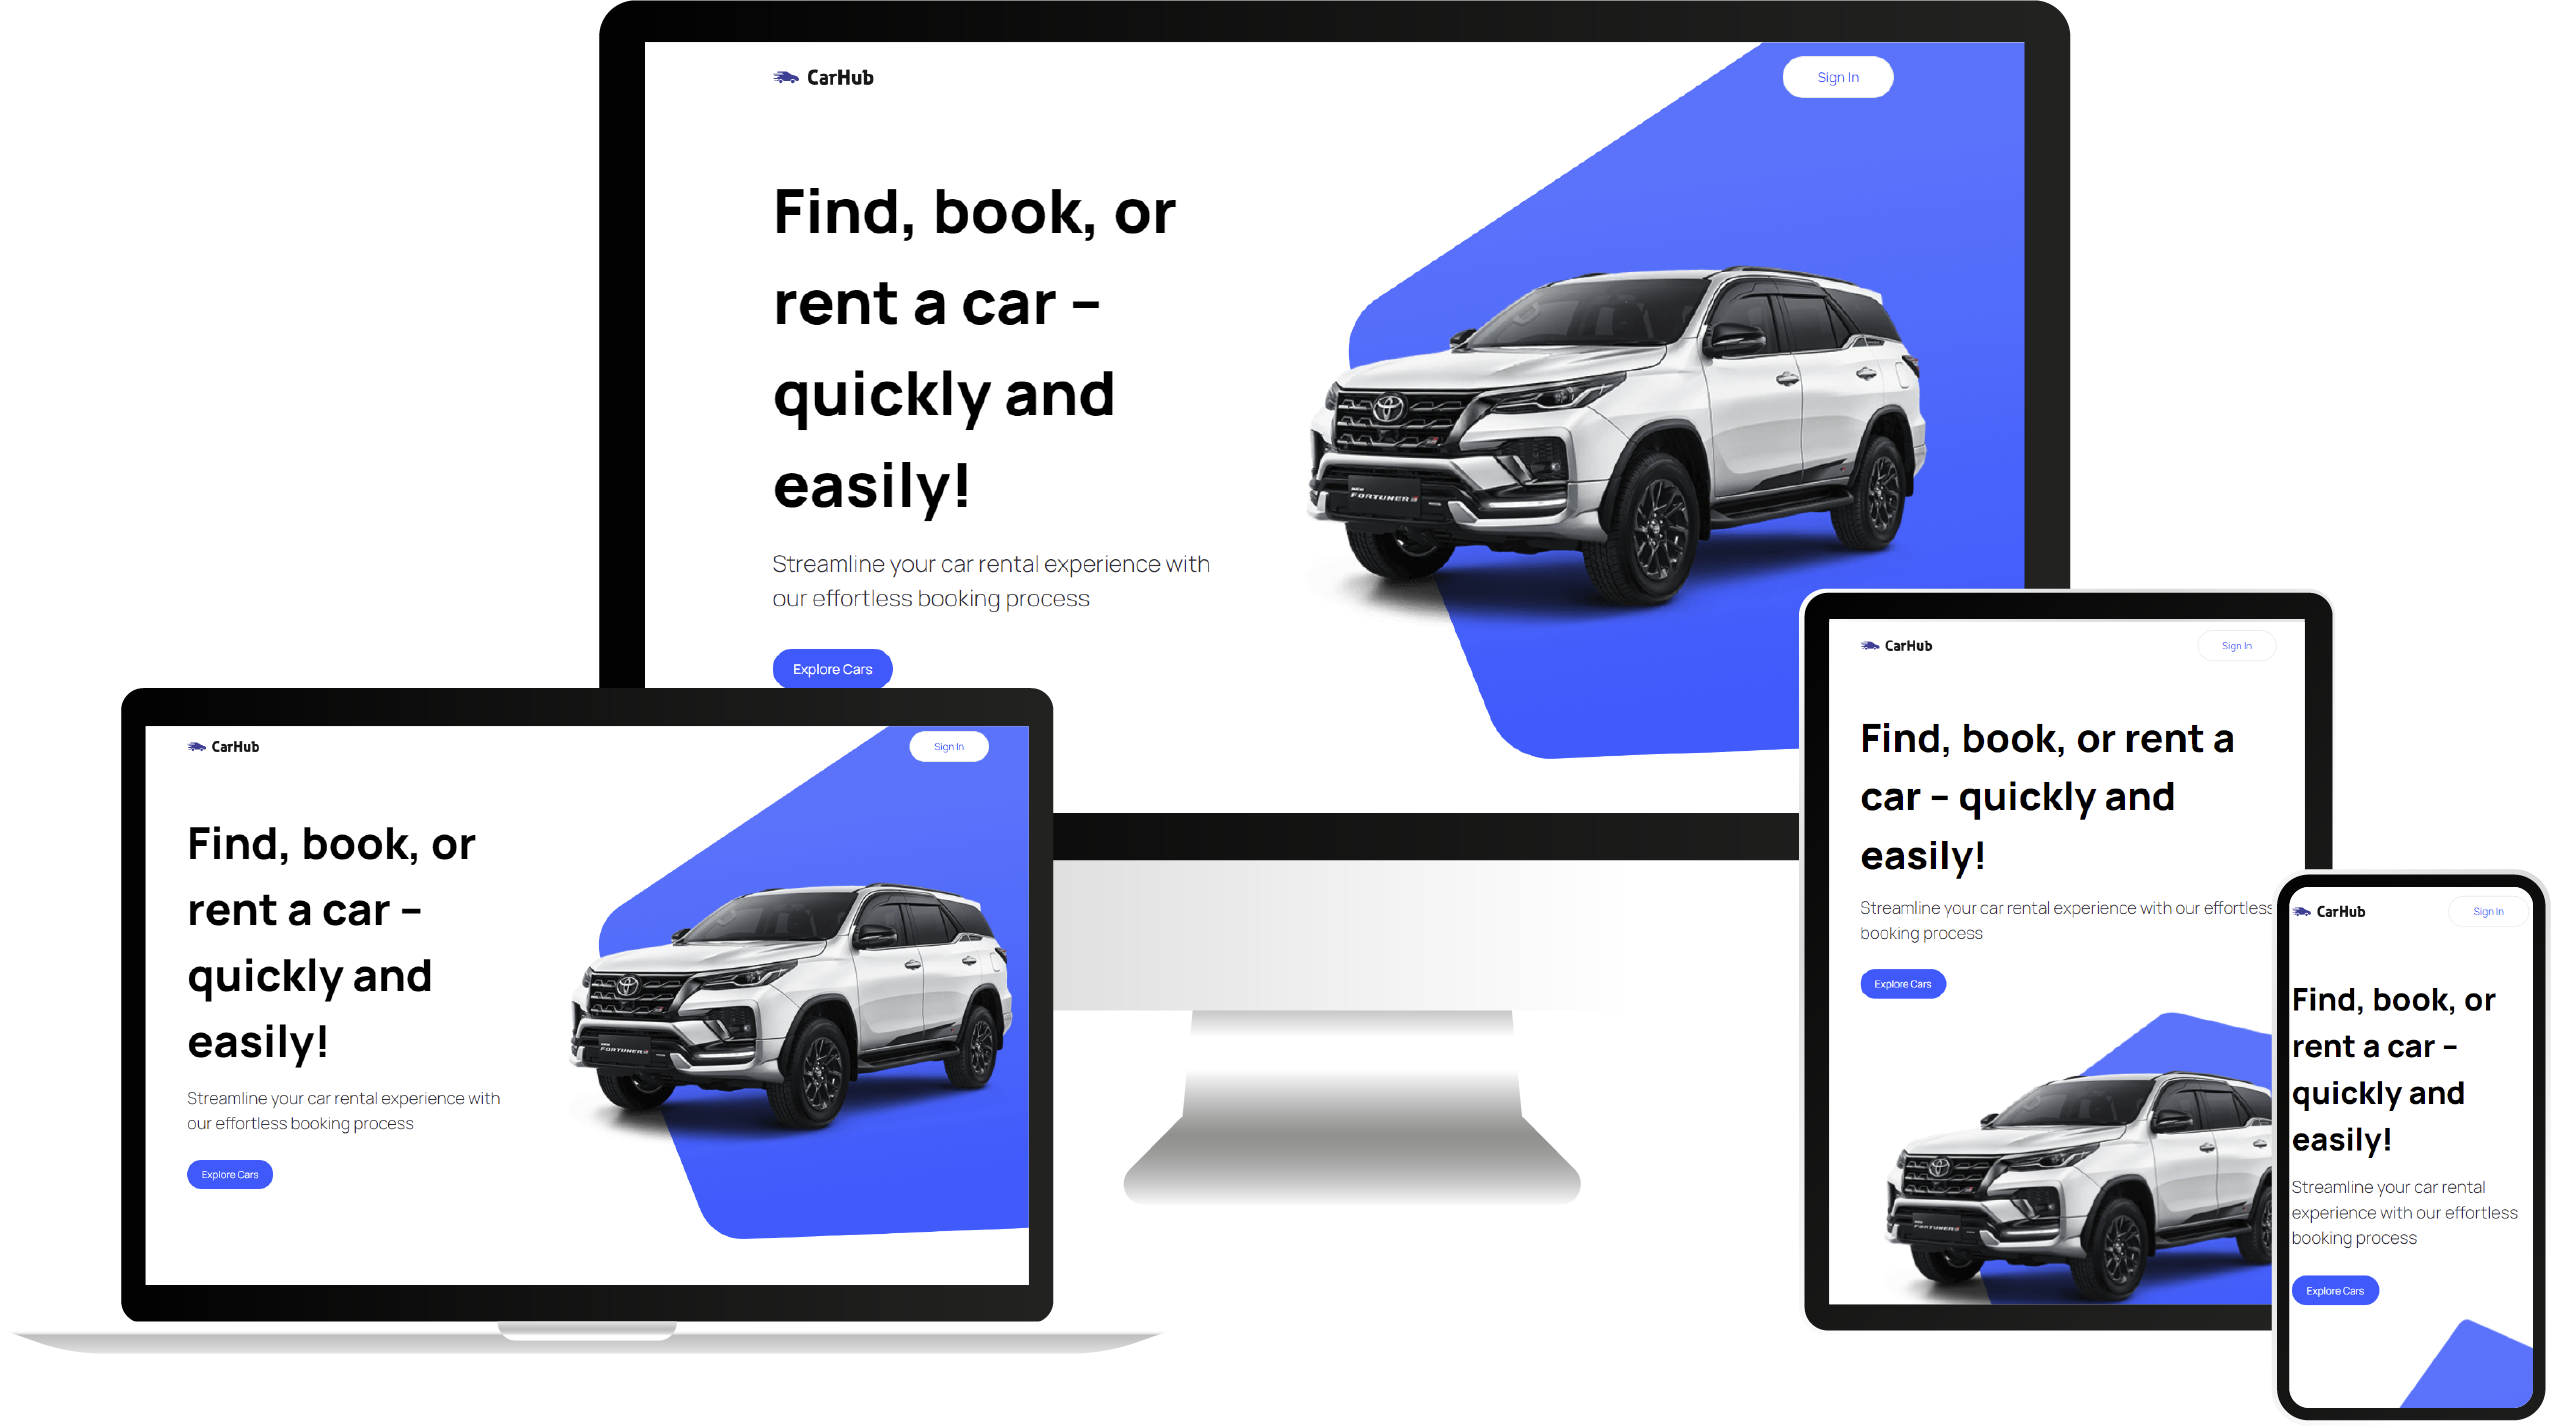 CarHub
Sign In
Find, book, or
rent a car –
quickly and
easily!
Streamline your car rental experience with
our effortless booking process
Explore Cars
FORTUNER
CarHub
Sign In
Find, book, or
rent a car –
quickly and
easily!
Streamline your car rental experience with
our effortless booking process
Explore Cars
FORTUNER
CarHub
Sign In
Find, book, or rent a
car – quickly and
easily!
Streamline your car rental experience with our effortless
booking process
Explore Cars
FORTUNER
CarHub
Sign In
Find, book, or
rent a car –
quickly and
easily!
Streamline your car rental
experience with our effortless
booking process
Explore Cars